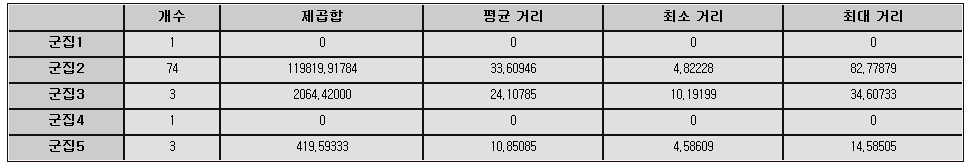 개수 제곱합 평균 거리 최소 거리 최대 거리
군집1 1 0 0 0 0
군집2 74 119819,91784 33,60946 4,82228 82,77879
군집3 3 2064,42000 24,10785 10,19199 34,60733
군집4 1 0 0 0 0
군집5 3 419,59333 10,85085 4,58609 14,58505